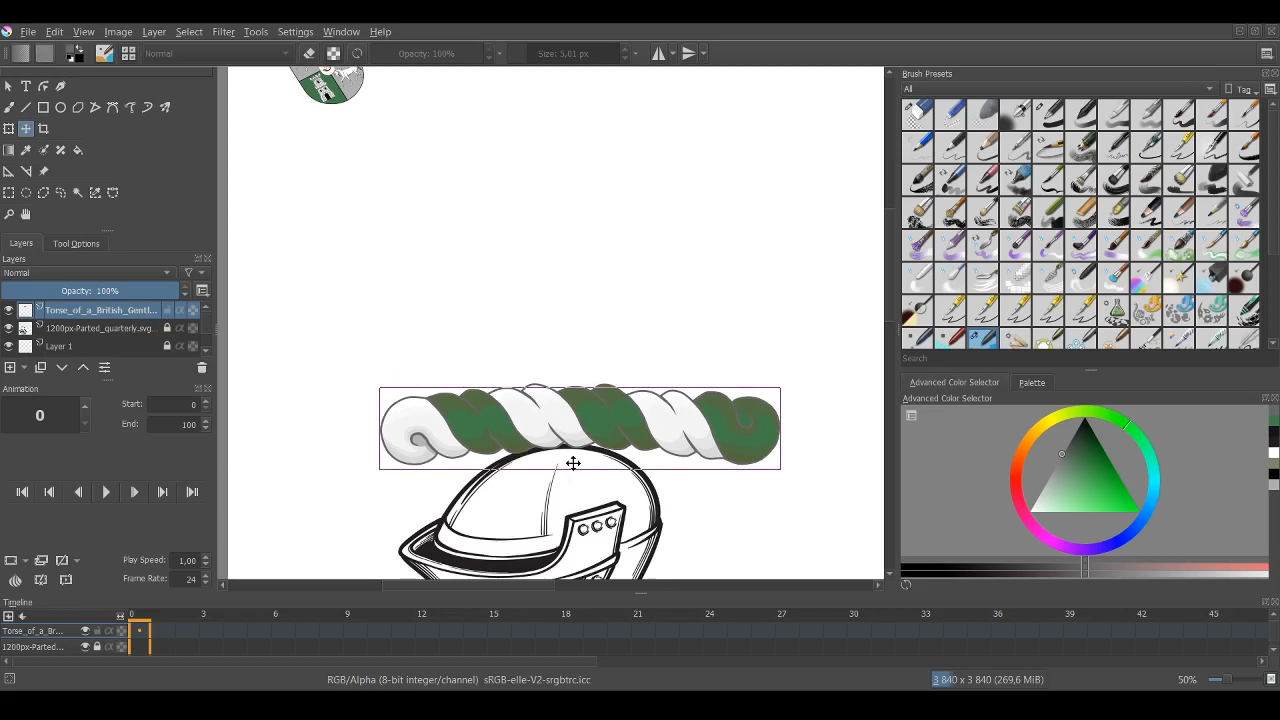 File Edit View Image Layer Select Filter Tools Settings Window Help
Normal Opacity: 100% Size: 5,01 px
Brush Presets
All Tag
Layers Tool Options
Layers
Normal
Opacity: 100%
Torse_of_a_British_Gentl...
1200px-Parted_quarterly.svg...
Layer 1
Search
Animation
Advanced Color Selector Palette
Advanced Color Selector
0 Start: 0
End: 100
Play Speed: 1,00
Frame Rate: 24
Timeline
0 3 6 9 12 15 18 21 24 27 30 33 36 39 42 45
Torse_of_a_Br...
1200px-Parted...
RGB/Alpha (8-bit integer/channel) sRGB-elle-V2-srgbtrc.icc 3 840 x 3 840 (269,6 MiB) 50%